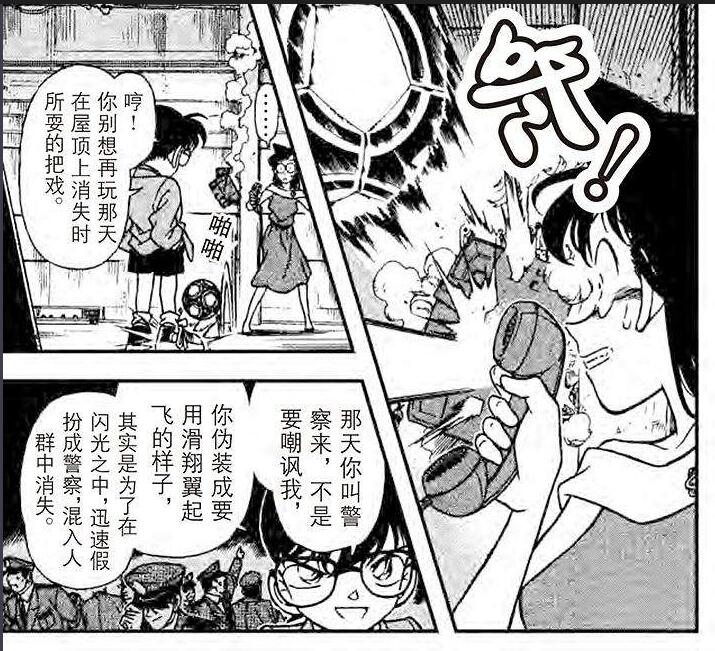 哼！
你别想再玩那天
在屋顶上消失时
所耍的把戏。
……
啪
啪
那天你叫警
察来，不是
要嘲讽我，
你伪装成要
用滑翔翼起
飞的样子，
其实是为了在
闪光之中，迅速假
扮成警察，混入人
群中消失。